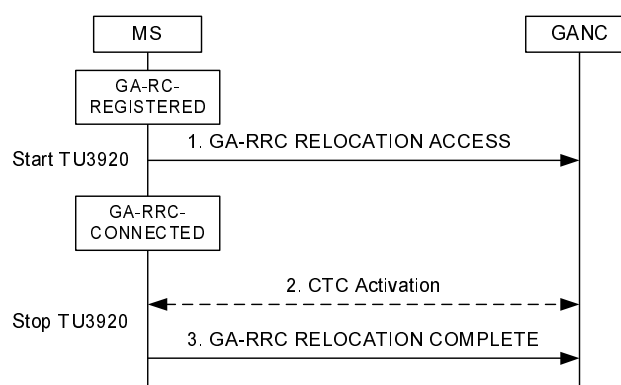 MS
GANC
GA-RC-
REGISTERED
1. GA-RRC RELOCATION ACCESS
Start TU3920
GA-RRC-
CONNECTED
2. CTC Activation
Stop TU3920
3. GA-RRC RELOCATION COMPLETE